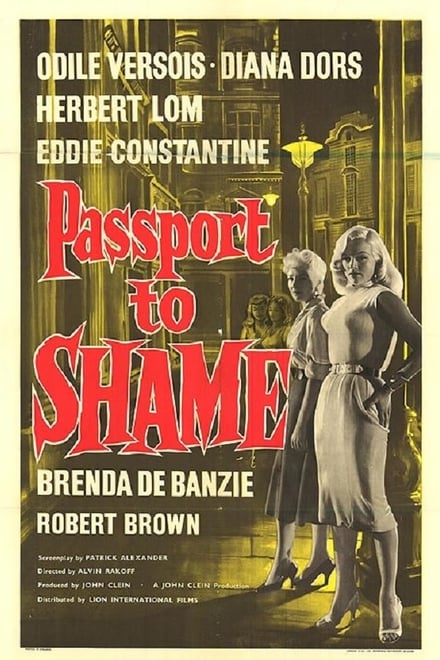 ODILE VERSOIS · DIANA DORS
HERBERT LOM
EDDIE CONSTANTINE
Passport
to
SHAME
BRENDA DE BANZIE
ROBERT BROWN
Screenplay by PATRICK ALEXANDER
Directed by ALVIN RAKOFF
Produced by JOHN CLEIN · A JOHN CLEIN Production
Distributed by LION INTERNATIONAL FILMS